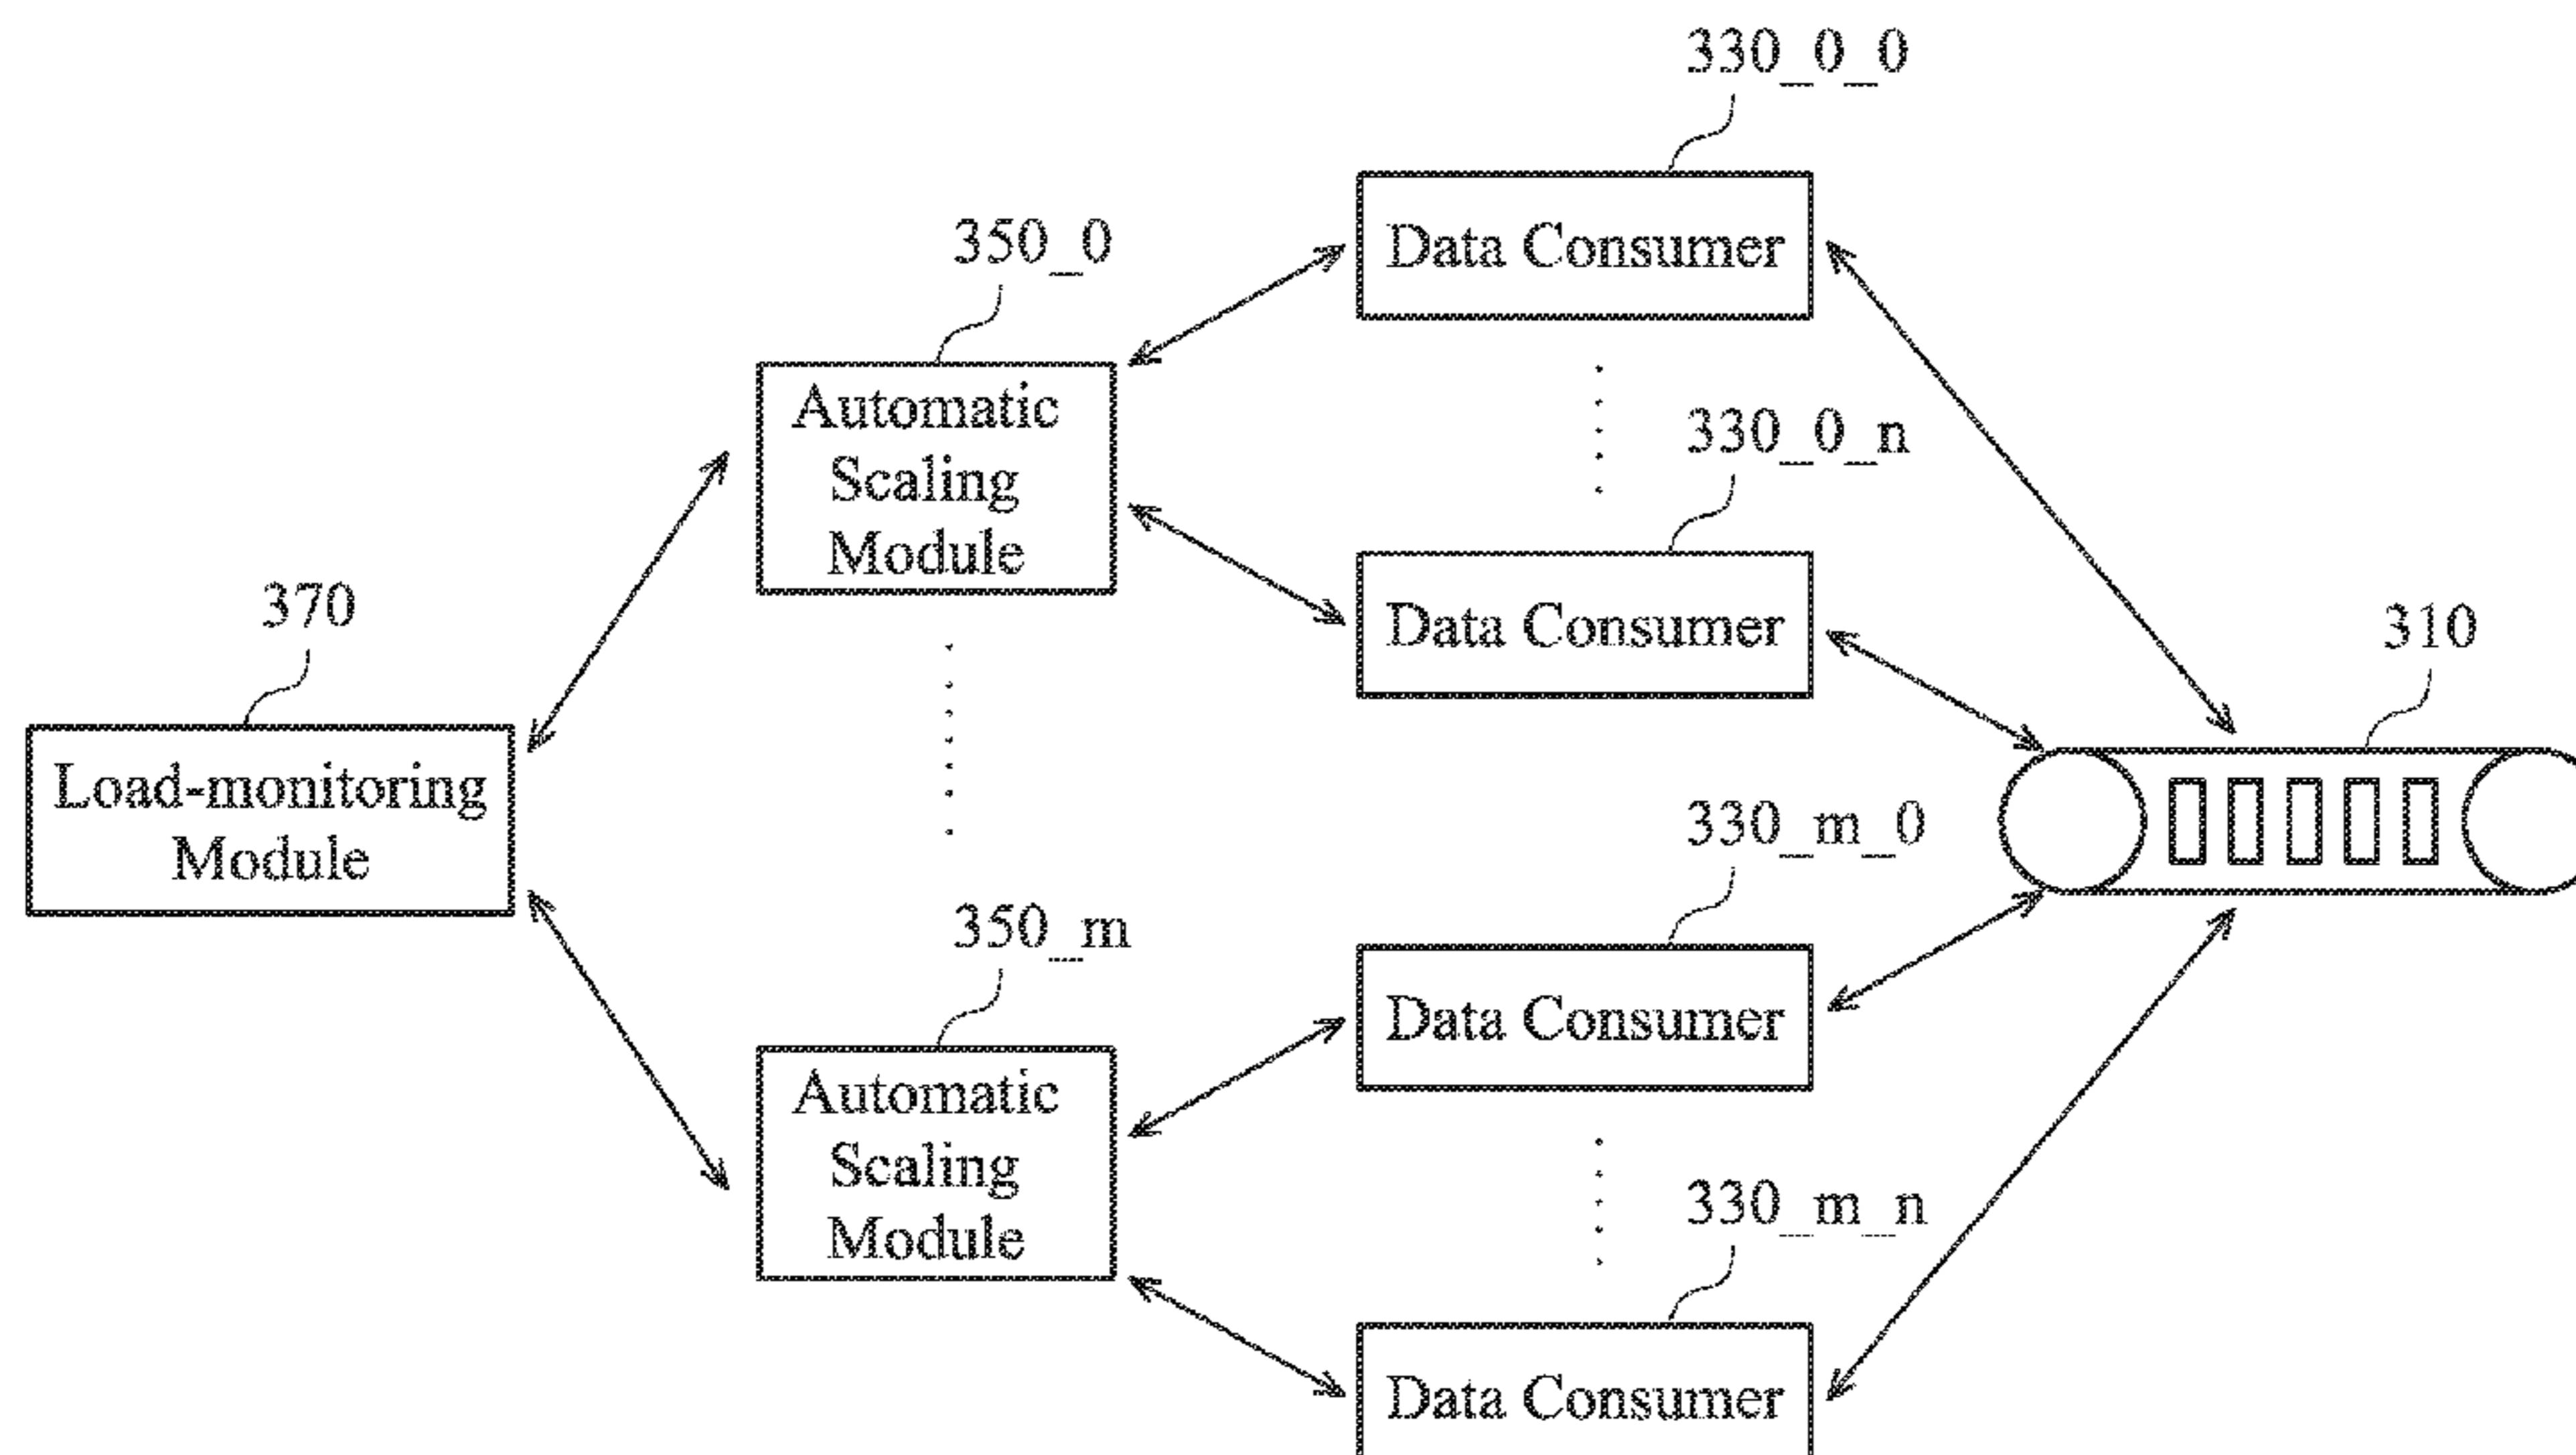 330_0_0
Data Consumer
350_0
Automatic
Scaling
Module
330_0_n
Data Consumer
370
Load-monitoring
Module
310
330_m_0
Data Consumer
350_m
Automatic
Scaling
Module
330_m_n
Data Consumer